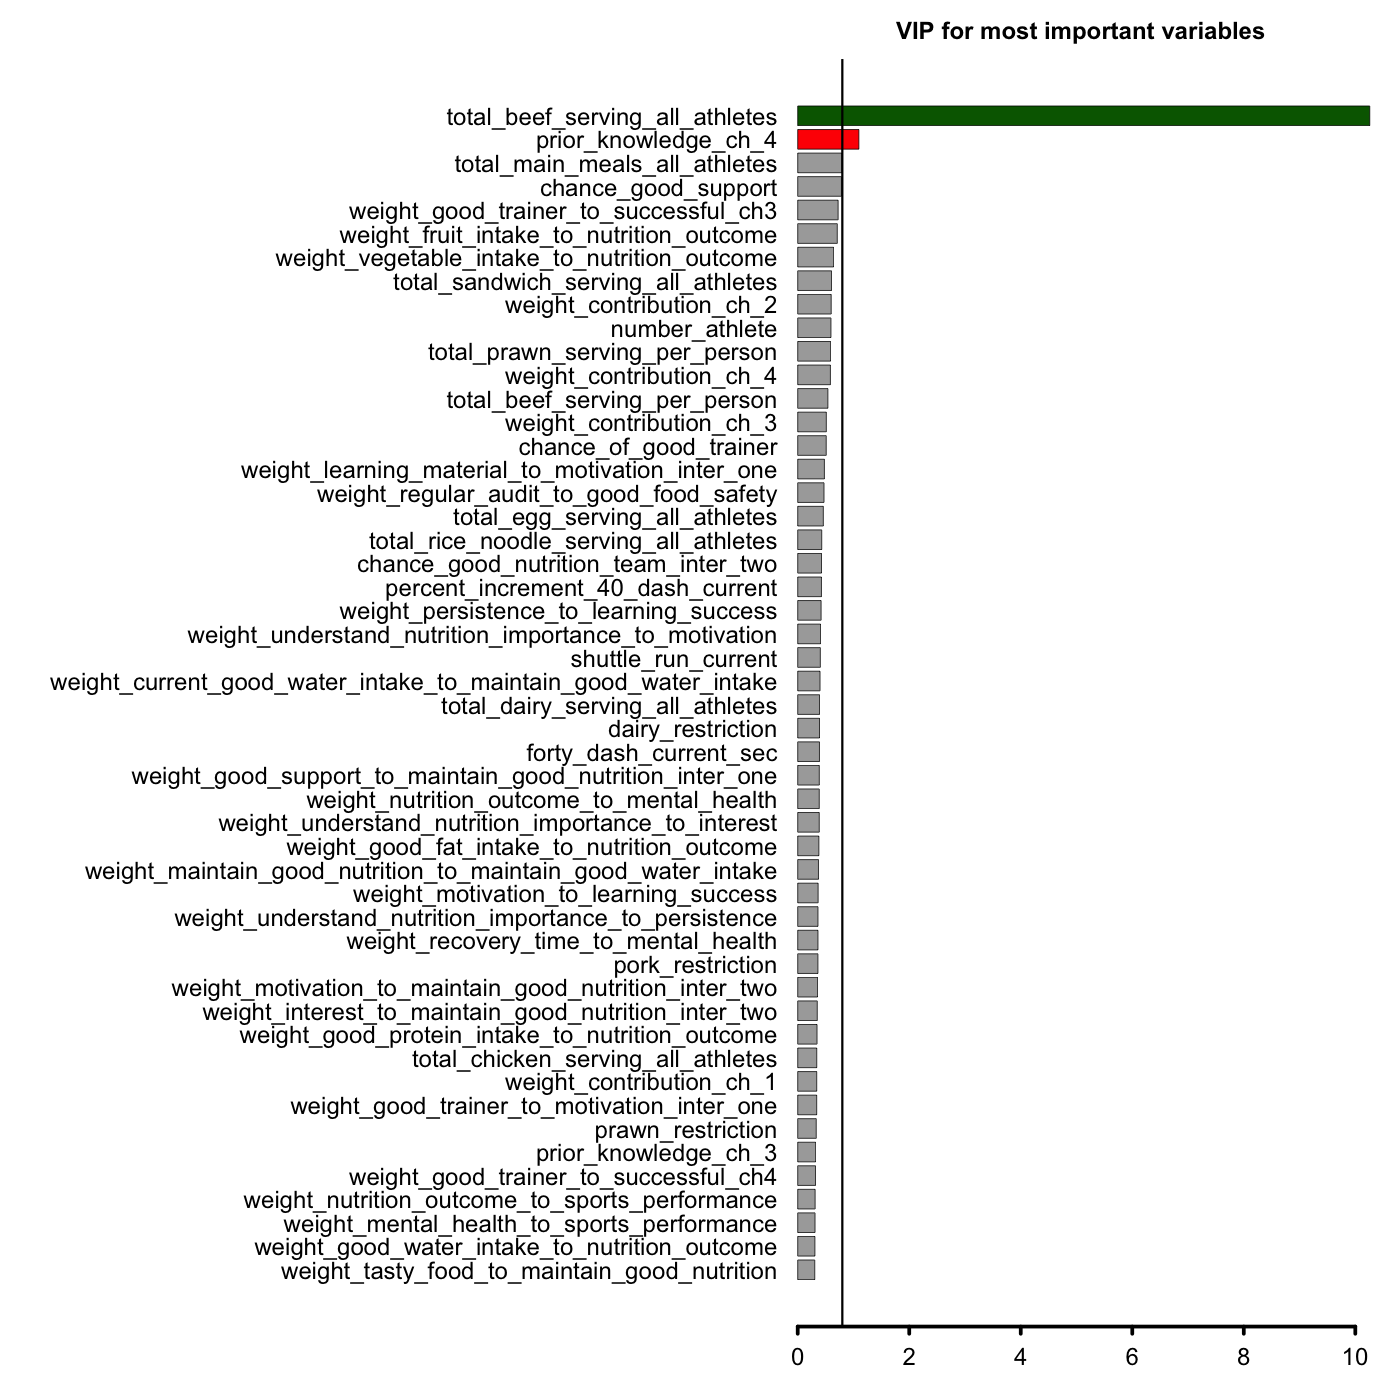 VIP for most important variables
total_beef_serving_all_athletes
prior_knowledge_ch_4
total_main_meals_all_athletes
chance_good_support
weight_good_trainer_to_successful_ch3
weight_fruit_intake_to_nutrition_outcome
weight_vegetable_intake_to_nutrition_outcome
total_sandwich_serving_all_athletes
weight_contribution_ch_2
number_athlete
total_prawn_serving_per_person
weight_contribution_ch_4
total_beef_serving_per_person
weight_contribution_ch_3
chance_of_good_trainer
weight_learning_material_to_motivation_inter_one
weight_regular_audit_to_good_food_safety
total_egg_serving_all_athletes
total_rice_noodle_serving_all_athletes
chance_good_nutrition_team_inter_two
percent_increment_40_dash_current
weight_persistence_to_learning_success
weight_understand_nutrition_importance_to_motivation
shuttle_run_current
weight_current_good_water_intake_to_maintain_good_water_intake
total_dairy_serving_all_athletes
dairy_restriction
forty_dash_current_sec
weight_good_support_to_maintain_good_nutrition_inter_one
weight_nutrition_outcome_to_mental_health
weight_understand_nutrition_importance_to_interest
weight_good_fat_intake_to_nutrition_outcome
weight_maintain_good_nutrition_to_maintain_good_water_intake
weight_motivation_to_learning_success
weight_understand_nutrition_importance_to_persistence
weight_recovery_time_to_mental_health
pork_restriction
weight_motivation_to_maintain_good_nutrition_inter_two
weight_interest_to_maintain_good_nutrition_inter_two
weight_good_protein_intake_to_nutrition_outcome
total_chicken_serving_all_athletes
weight_contribution_ch_1
weight_good_trainer_to_motivation_inter_one
prawn_restriction
prior_knowledge_ch_3
weight_good_trainer_to_successful_ch4
weight_nutrition_outcome_to_sports_performance
weight_mental_health_to_sports_performance
weight_good_water_intake_to_nutrition_outcome
weight_tasty_food_to_maintain_good_nutrition
0 2 4 6 8 10